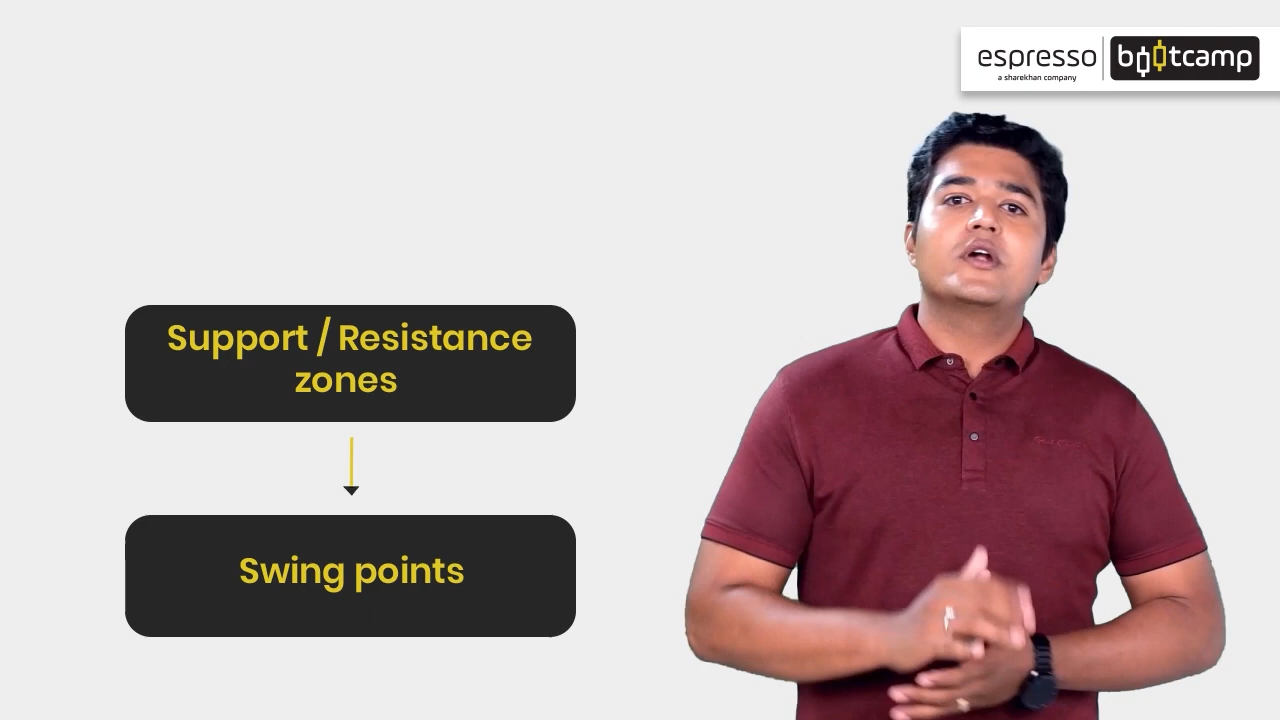 espresso
a sharekhan company
bootcamp
Support / Resistance
zones
Swing points